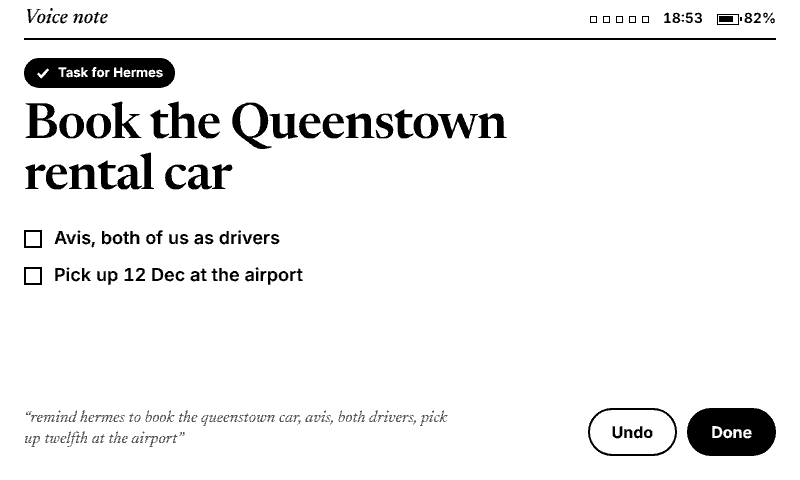 Voice note
18:53 82%
Task for Hermes
Book the Queenstown
rental car
Avis, both of us as drivers
Pick up 12 Dec at the airport
“remind hermes to book the queenstown car, avis, both drivers, pick
up twelfth at the airport”
Undo Done